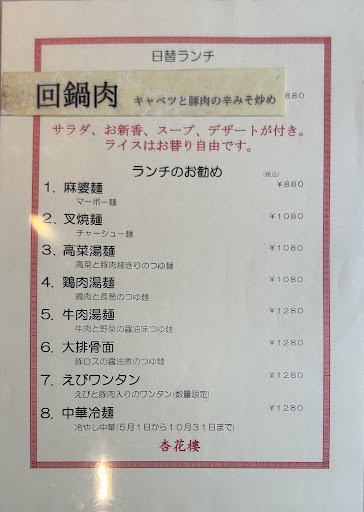 日替ランチ
回鍋肉 キャベツと豚肉の辛みそ炒め 880
サラダ、お新香、スープ、デザートが付き。
ライスはお替り自由です。
ランチのお勧め (税込)
1. 麻婆麺 ¥880
マーボー麺
2. 叉焼麺 ¥1080
チャーシュー麺
3. 高菜湯麺 ¥1080
高菜と豚肉細きりのつゆ麺
4. 鶏肉湯麺 ¥1080
鶏肉と長葱のつゆ麺
5. 牛肉湯麺 ¥1280
牛肉と野菜の醤油味つゆ麺
6. 大排骨面 ¥1280
豚ロスの醤油煮のつゆ麺
7. えびワンタン ¥1280
えびと豚肉入りのワンタン(数量限定)
8. 中華冷麺 ¥1280
冷やし中華(5月1日から10月31日まで)
杏花樓